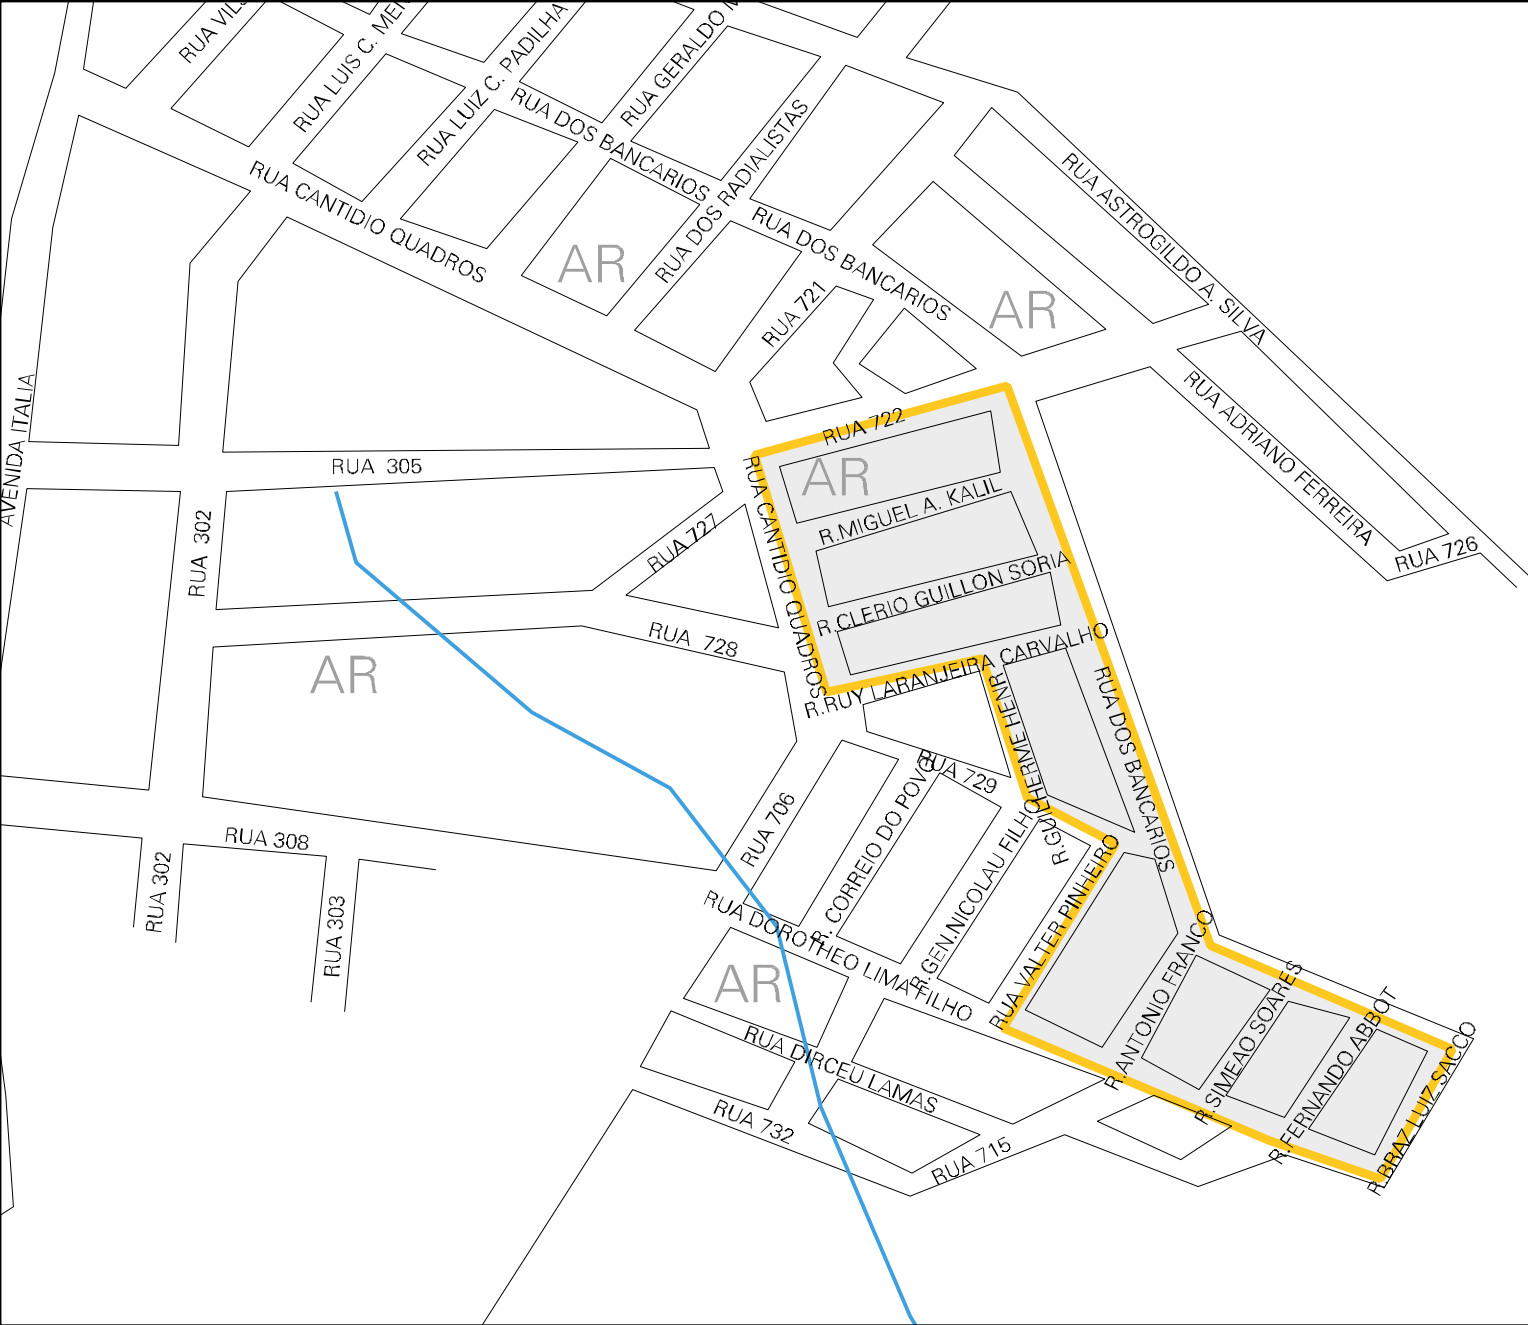 RUA LUIS C.
RUA LUIZ C. PADILHA
RUA GERALDO
RUA DOS BANCARIOS
RUA DOS RADIALISTAS
RUA CANTIDIO QUADROS
AR
RUA DOS BANCARIOS
RUA ASTROGILDO A. SILVA
AR
RUA 721
RUA ADRIANO FERREIRA
RUA 726
AVENIDA ITALIA
RUA 722
RUA 305
AR
RUA CANTIDIO QUADROS
R.MIGUEL A. KALIL
RUA 302
RUA 727
R.CLERIO GUILLON SORIA
RUA 728
AR
R.RUY LARANJEIRA CARVALHO
R.GUILHERME HENR
RUA DOS BANCARIOS
RUA 729
RUA 706
R. CORREIO DO POVO
R.GEN.NICOLAU FILHO
RUA VALTER PINHEIRO
RUA 308
RUA 302
RUA 303
RUA DOROTHEO LIMA FILHO
AR
R.ANTONIO FRANCO
R.SIMEAO SOARES
R.FERNANDO ABBOT
R.BRAZ LUIZ SACCO
RUA DIRCEU LAMAS
RUA 732
RUA 715